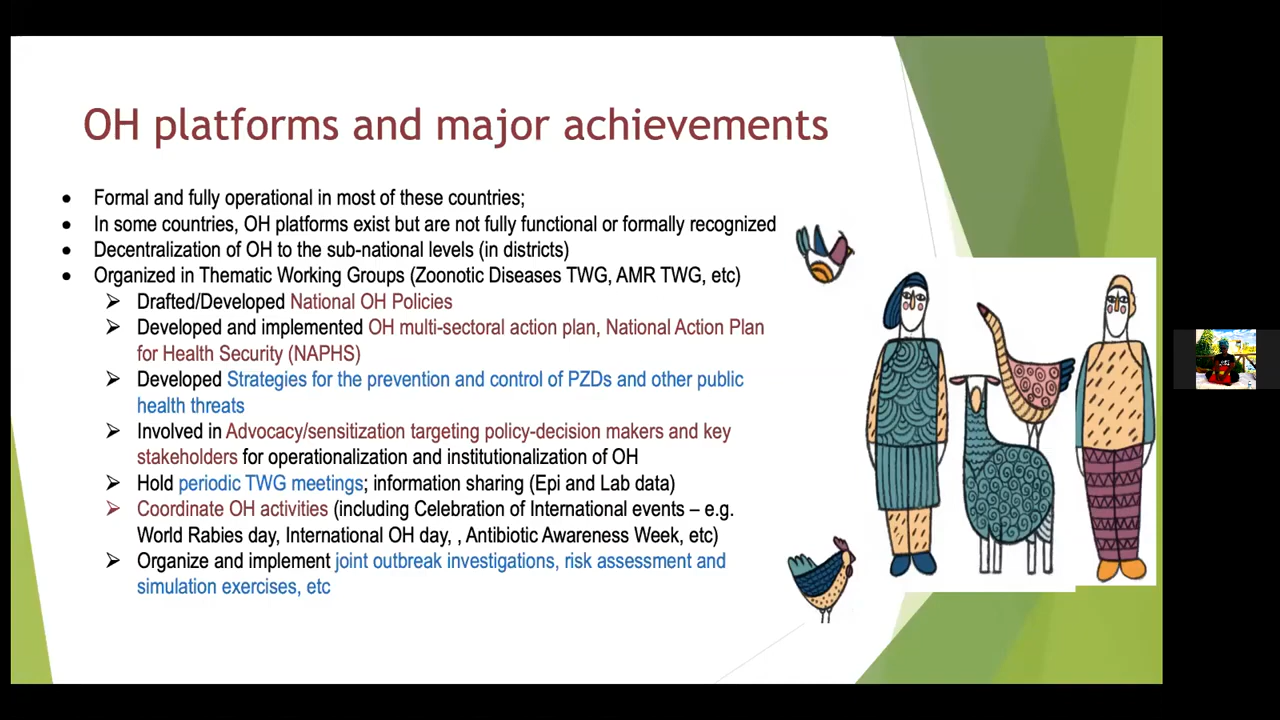 OH platforms and major achievements
• Formal and fully operational in most of these countries;
• In some countries, OH platforms exist but are not fully functional or formally recognized
• Decentralization of OH to the sub-national levels (in districts)
• Organized in Thematic Working Groups (Zoonotic Diseases TWG, AMR TWG, etc)
➢ Drafted/Developed National OH Policies
➢ Developed and implemented OH multi-sectoral action plan, National Action Plan
for Health Security (NAPHS)
➢ Developed Strategies for the prevention and control of PZDs and other public
health threats
➢ Involved in Advocacy/sensitization targeting policy-decision makers and key
stakeholders for operationalization and institutionalization of OH
➢ Hold periodic TWG meetings; information sharing (Epi and Lab data)
➢ Coordinate OH activities (including Celebration of International events – e.g.
World Rabies day, International OH day, , Antibiotic Awareness Week, etc)
➢ Organize and implement joint outbreak investigations, risk assessment and
simulation exercises, etc